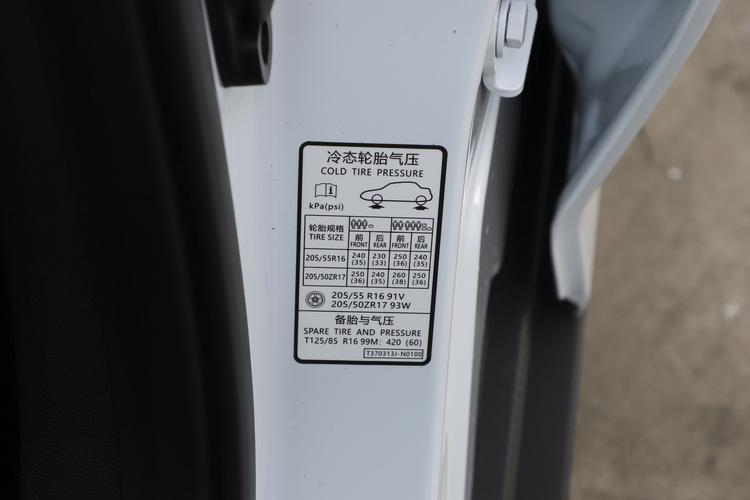 冷态轮胎气压
COLD TIRE PRESSURE
kPa(psi)
轮胎规格 前 后 前 后
TIRE SIZE FRONT REAR FRONT REAR
205/55R16 240 (35) 230 (33) 250 (36) 240 (35)
205/50ZR17 250 (36) 240 (35) 260 (38) 250 (36)
205/55 R16 91V
205/50ZR17 93W
备胎与气压
SPARE TIRE AND PRESSURE
T125/85 R16 99M: 420 (60)
T370313J-N0100